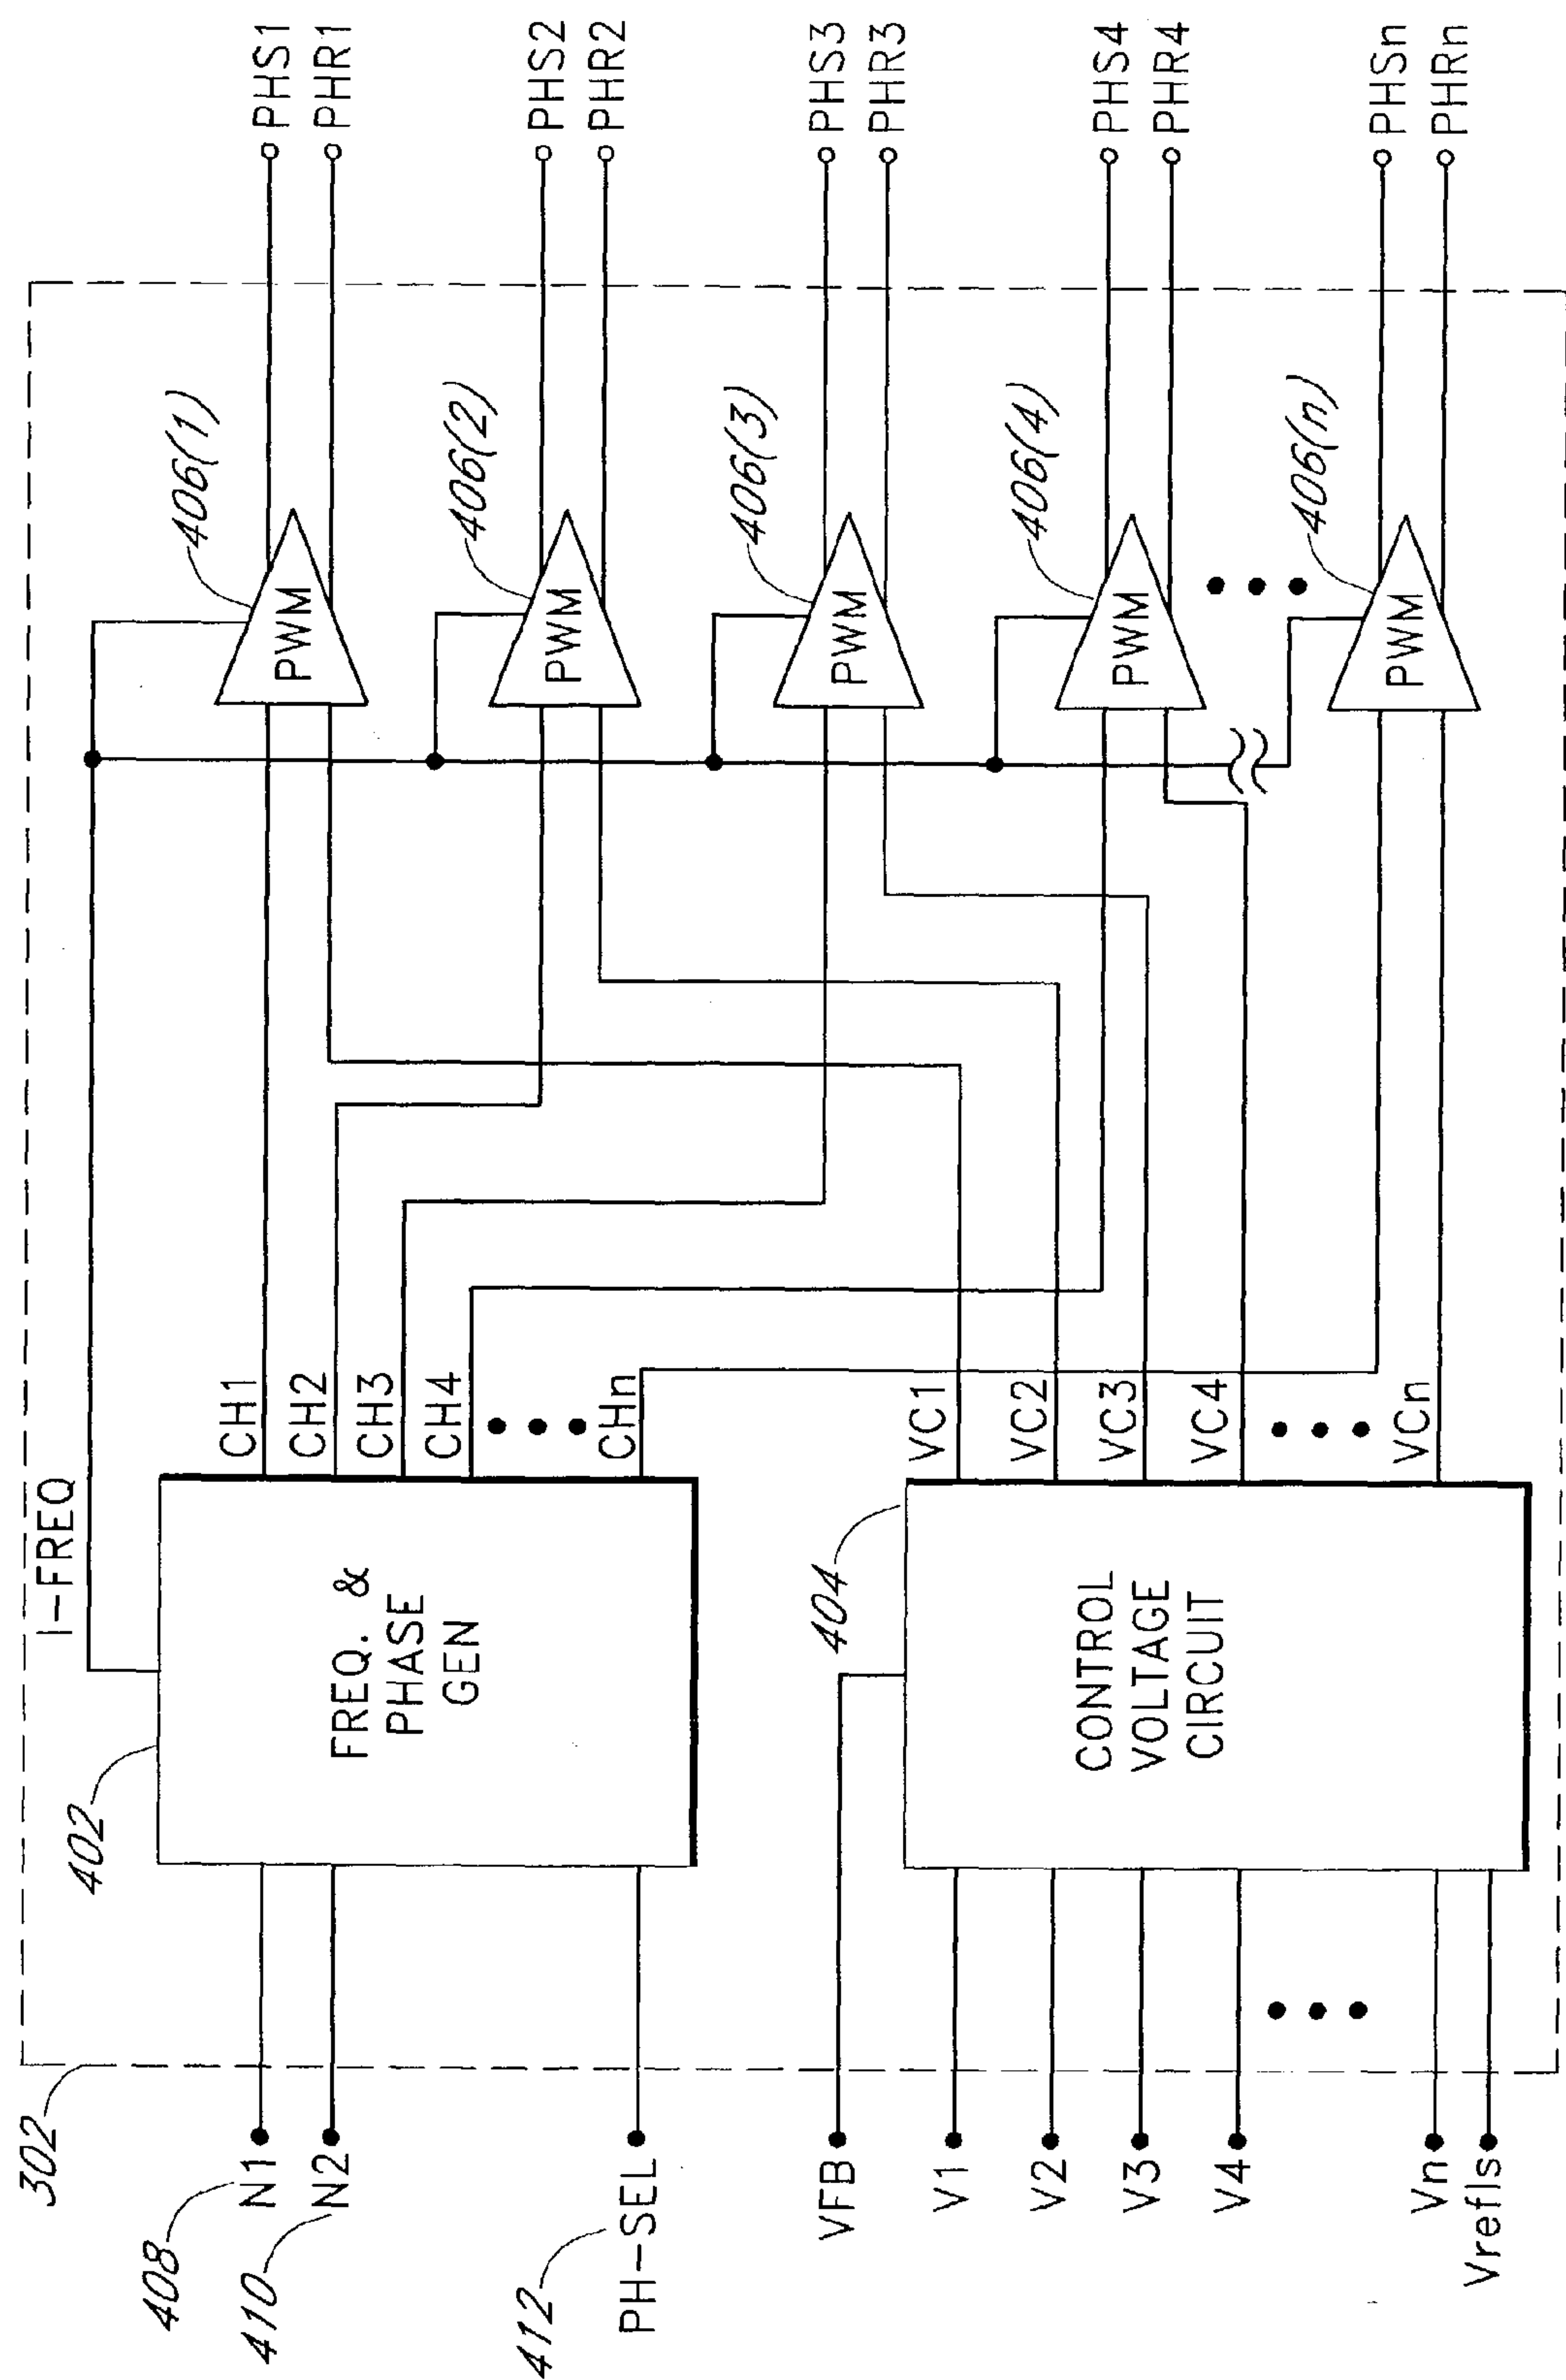 302
408
N1
410
N2
412
PH-SEL
VFB
V1
V2
V3
V4
Vn
Vrefls
402
FREQ. &
PHASE
GEN
404
CONTROL
VOLTAGE
CIRCUIT
I-FREQ
CH1
CH2
CH3
CH4
CHn
VC1
VC2
VC3
VC4
VCn
406(1)
PWM
406(2)
PWM
406(3)
PWM
406(4)
PWM
406(n)
PWM
PHS1
PHR1
PHS2
PHR2
PHS3
PHR3
PHS4
PHR4
PHSn
PHRn